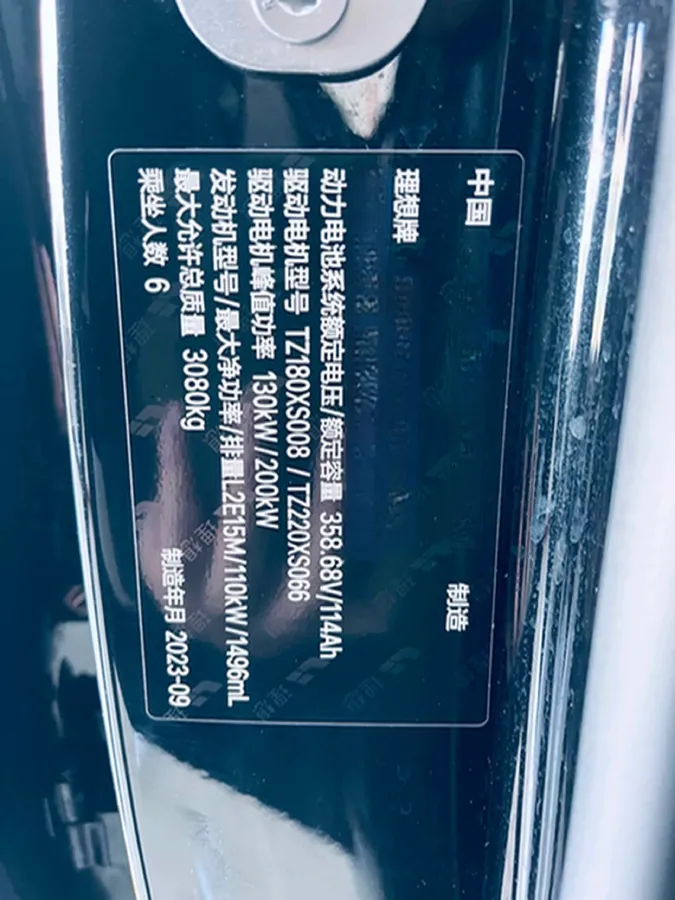 中国 制造
理想牌
动力电池系统额定电压/额定容量 358.68V/114Ah
驱动电机型号 TZ180XS008 / TZ220XS066
驱动电机峰值功率 130kW/200kW
发动机型号/最大净功率/排量L2E15M/110kW/1496mL
最大允许总质量 3080kg
乘坐人数 6 制造年月 2023-09